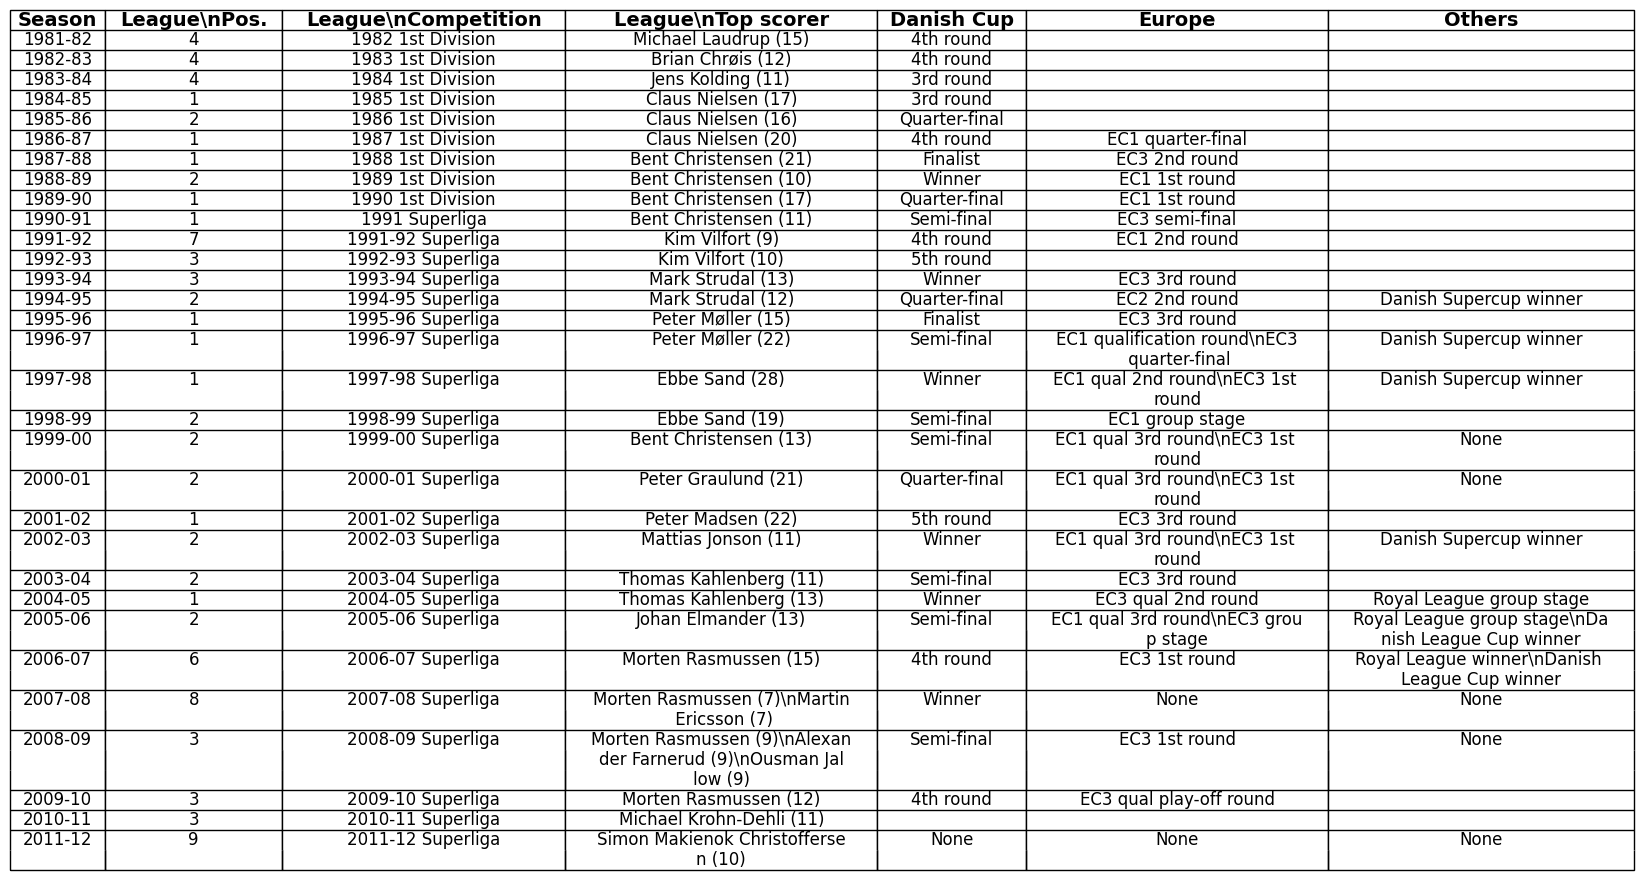 Season League\nPos. League\nCompetition League\nTop scorer Danish Cup Europe Others
1981-82 4 1982 1st Division Michael Laudrup (15) 4th round
1982-83 4 1983 1st Division Brian Chrøis (12) 4th round
1983-84 4 1984 1st Division Jens Kolding (11) 3rd round
1984-85 1 1985 1st Division Claus Nielsen (17) 3rd round
1985-86 2 1986 1st Division Claus Nielsen (16) Quarter-final
1986-87 1 1987 1st Division Claus Nielsen (20) 4th round EC1 quarter-final
1987-88 1 1988 1st Division Bent Christensen (21) Finalist EC3 2nd round
1988-89 2 1989 1st Division Bent Christensen (10) Winner EC1 1st round
1989-90 1 1990 1st Division Bent Christensen (17) Quarter-final EC1 1st round
1990-91 1 1991 Superliga Bent Christensen (11) Semi-final EC3 semi-final
1991-92 7 1991-92 Superliga Kim Vilfort (9) 4th round EC1 2nd round
1992-93 3 1992-93 Superliga Kim Vilfort (10) 5th round
1993-94 3 1993-94 Superliga Mark Strudal (13) Winner EC3 3rd round
1994-95 2 1994-95 Superliga Mark Strudal (12) Quarter-final EC2 2nd round Danish Supercup winner
1995-96 1 1995-96 Superliga Peter Møller (15) Finalist EC3 3rd round
1996-97 1 1996-97 Superliga Peter Møller (22) Semi-final EC1 qualification round\nEC3 Danish Supercup winner
quarter-final
1997-98 1 1997-98 Superliga Ebbe Sand (28) Winner EC1 qual 2nd round\nEC3 1st Danish Supercup winner
round
1998-99 2 1998-99 Superliga Ebbe Sand (19) Semi-final EC1 group stage
1999-00 2 1999-00 Superliga Bent Christensen (13) Semi-final EC1 qual 3rd round\nEC3 1st None
round
2000-01 2 2000-01 Superliga Peter Graulund (21) Quarter-final EC1 qual 3rd round\nEC3 1st None
round
2001-02 1 2001-02 Superliga Peter Madsen (22) 5th round EC3 3rd round
2002-03 2 2002-03 Superliga Mattias Jonson (11) Winner EC1 qual 3rd round\nEC3 1st Danish Supercup winner
round
2003-04 2 2003-04 Superliga Thomas Kahlenberg (11) Semi-final EC3 3rd round
2004-05 1 2004-05 Superliga Thomas Kahlenberg (13) Winner EC3 qual 2nd round Royal League group stage
2005-06 2 2005-06 Superliga Johan Elmander (13) Semi-final EC1 qual 3rd round\nEC3 grou Royal League group stage\nDa
p stage nish League Cup winner
2006-07 6 2006-07 Superliga Morten Rasmussen (15) 4th round EC3 1st round Royal League winner\nDanish
League Cup winner
2007-08 8 2007-08 Superliga Morten Rasmussen (7)\nMartin Winner None None
Ericsson (7)
2008-09 3 2008-09 Superliga Morten Rasmussen (9)\nAlexan Semi-final EC3 1st round None
der Farnerud (9)\nOusman Jal
low (9)
2009-10 3 2009-10 Superliga Morten Rasmussen (12) 4th round EC3 qual play-off round
2010-11 3 2010-11 Superliga Michael Krohn-Dehli (11)
2011-12 9 2011-12 Superliga Simon Makienok Christofferse None None None
n (10)